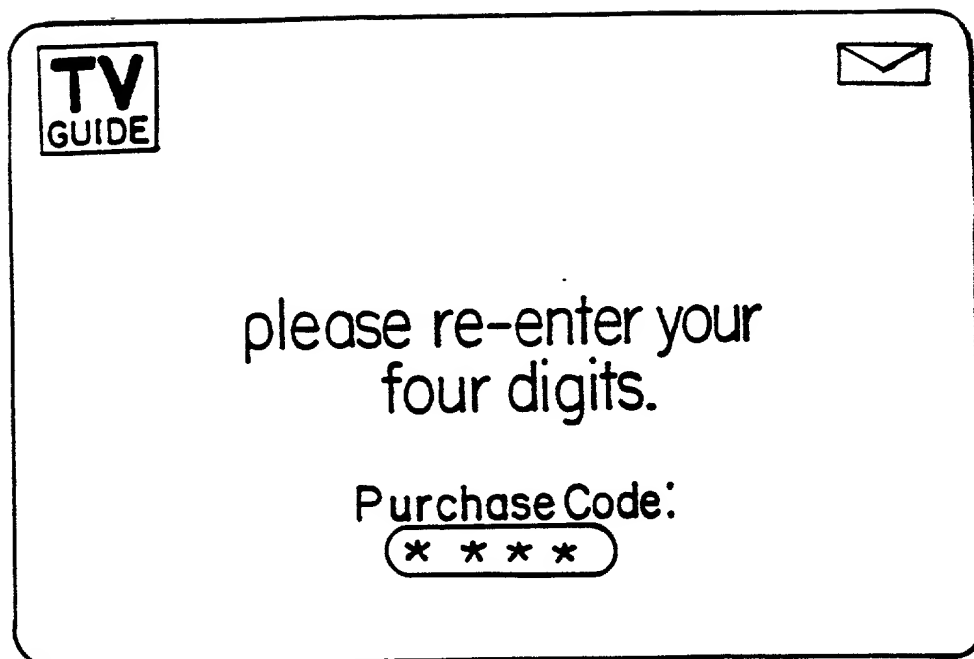 TV
GUIDE
please re-enter your
four digits.
Purchase Code:
* * * *